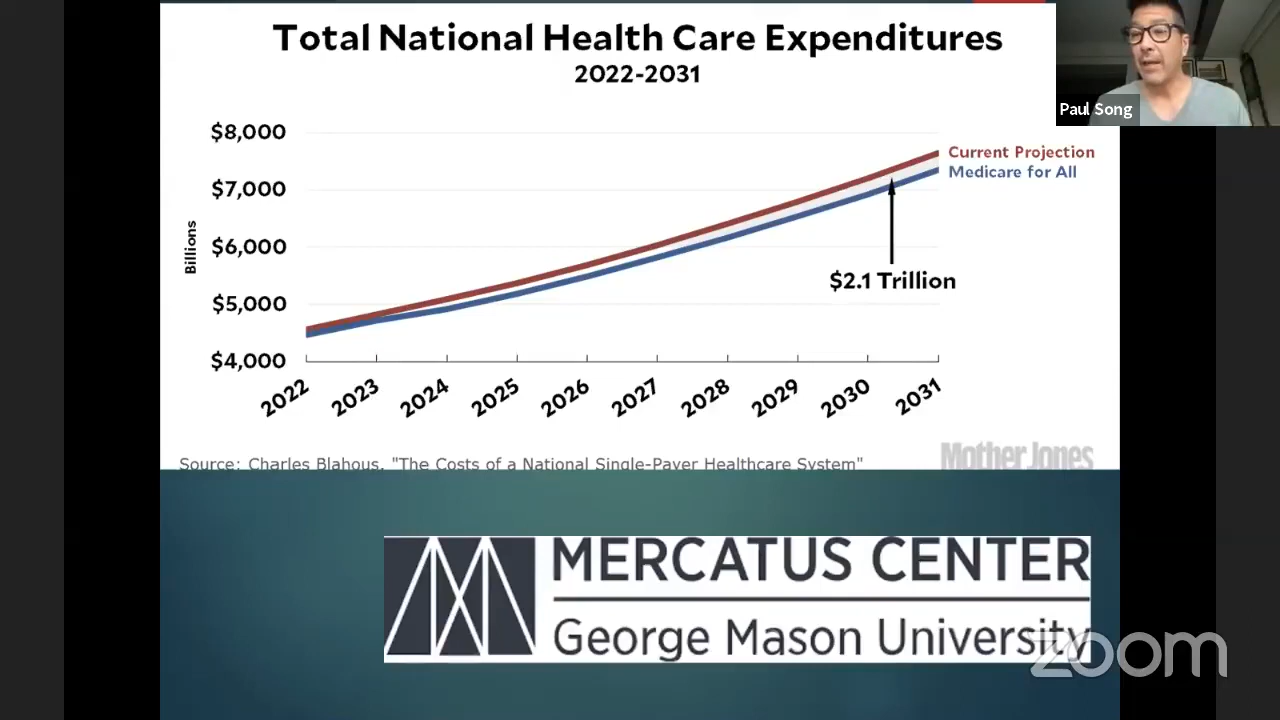 Total National Health Care Expenditures
2022-2031
Paul Song
$8,000
$7,000
$6,000
$5,000
$4,000
Billions
Current Projection
Medicare for All
$2.1 Trillion
2022
2023
2024
2025
2026
2027
2028
2029
2030
2031
Source: Charles Blahous, "The Costs of a National Single-Payer Healthcare System"
Mother Jones
MERCATUS CENTER
George Mason University
zoom